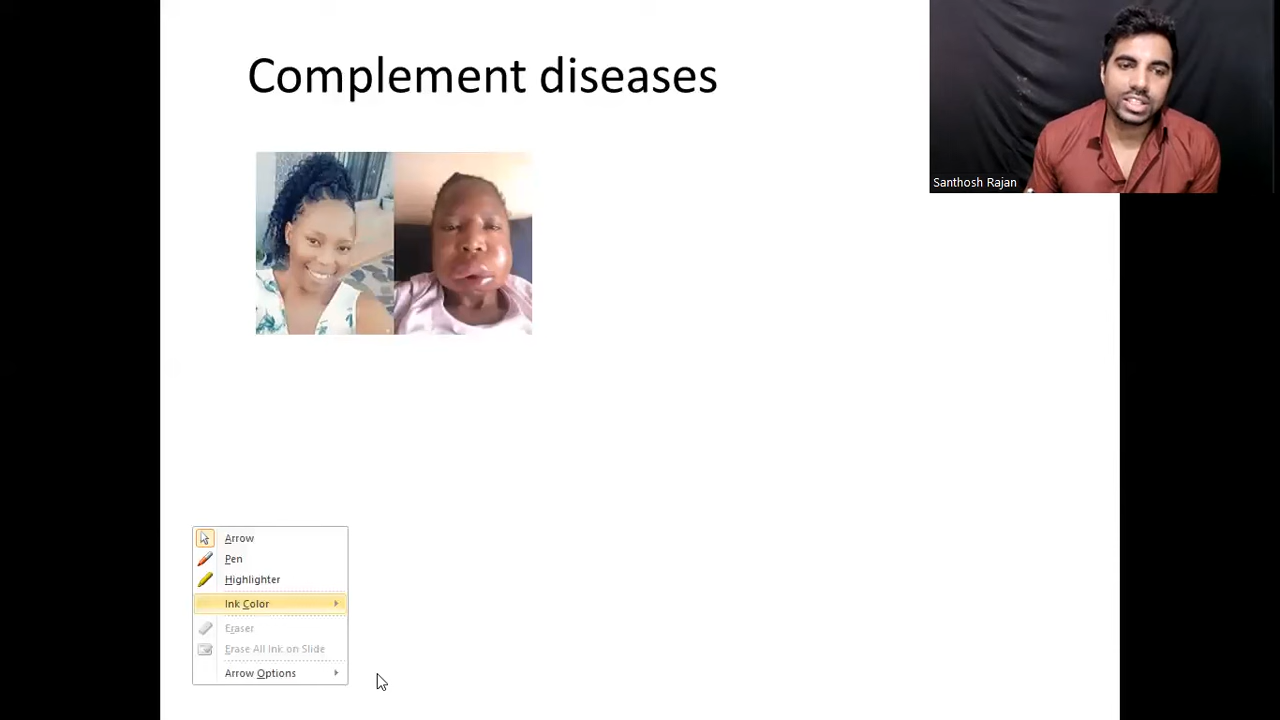 Complement diseases
Santhosh Rajan
Arrow
Pen
Highlighter
Ink Color
Eraser
Erase All Ink on Slide
Arrow Options